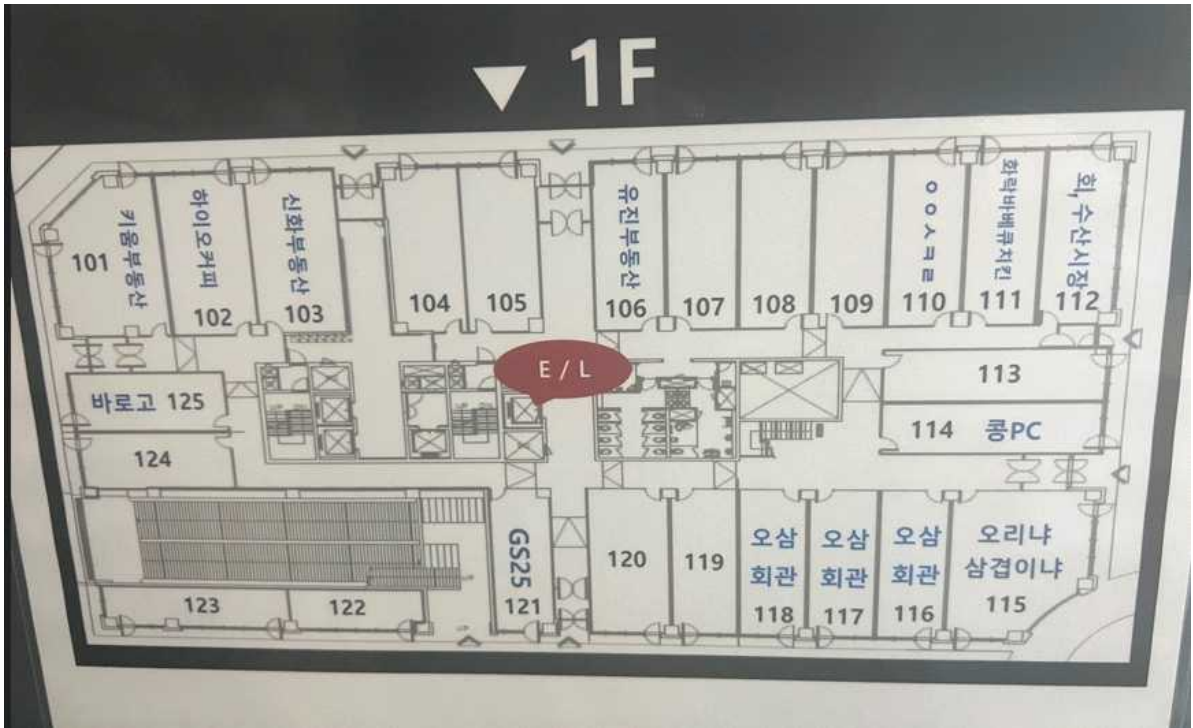 ▼ 1F
101 키움부동산
하이오커피
102
신화부동산
103
104
105
유진부동산
106
107
108
109
ㅇㅇㅅㅋㄹ
110
화락바베큐치킨
111
회, 수산시장
112
E / L
바로고 125
113
114 콩PC
124
GS25
121
120
119
오삼
회관
118
오삼
회관
117
오삼
회관
116
오리냐
삼겹이냐
115
123
122